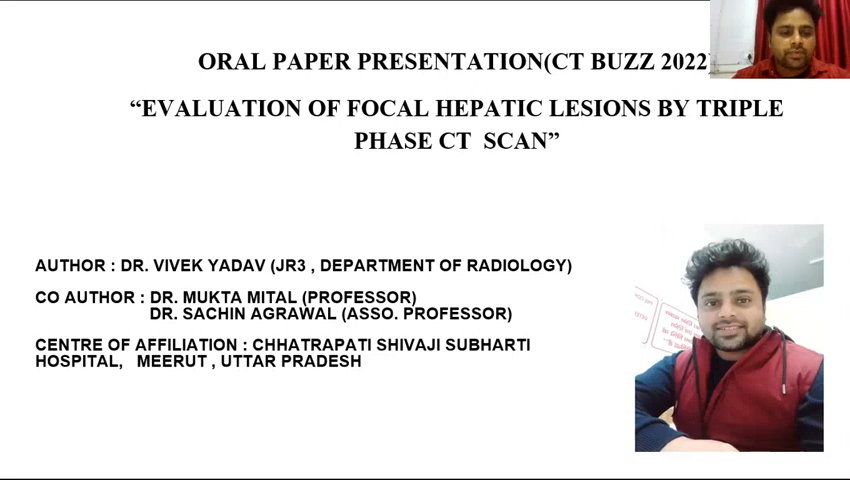 ORAL PAPER PRESENTATION(CT BUZZ 2022)
“EVALUATION OF FOCAL HEPATIC LESIONS BY TRIPLE
PHASE CT SCAN”
AUTHOR : DR. VIVEK YADAV (JR3 , DEPARTMENT OF RADIOLOGY)
CO AUTHOR : DR. MUKTA MITAL (PROFESSOR)
DR. SACHIN AGRAWAL (ASSO. PROFESSOR)
CENTRE OF AFFILIATION : CHHATRAPATI SHIVAJI SUBHARTI
HOSPITAL, MEERUT , UTTAR PRADESH